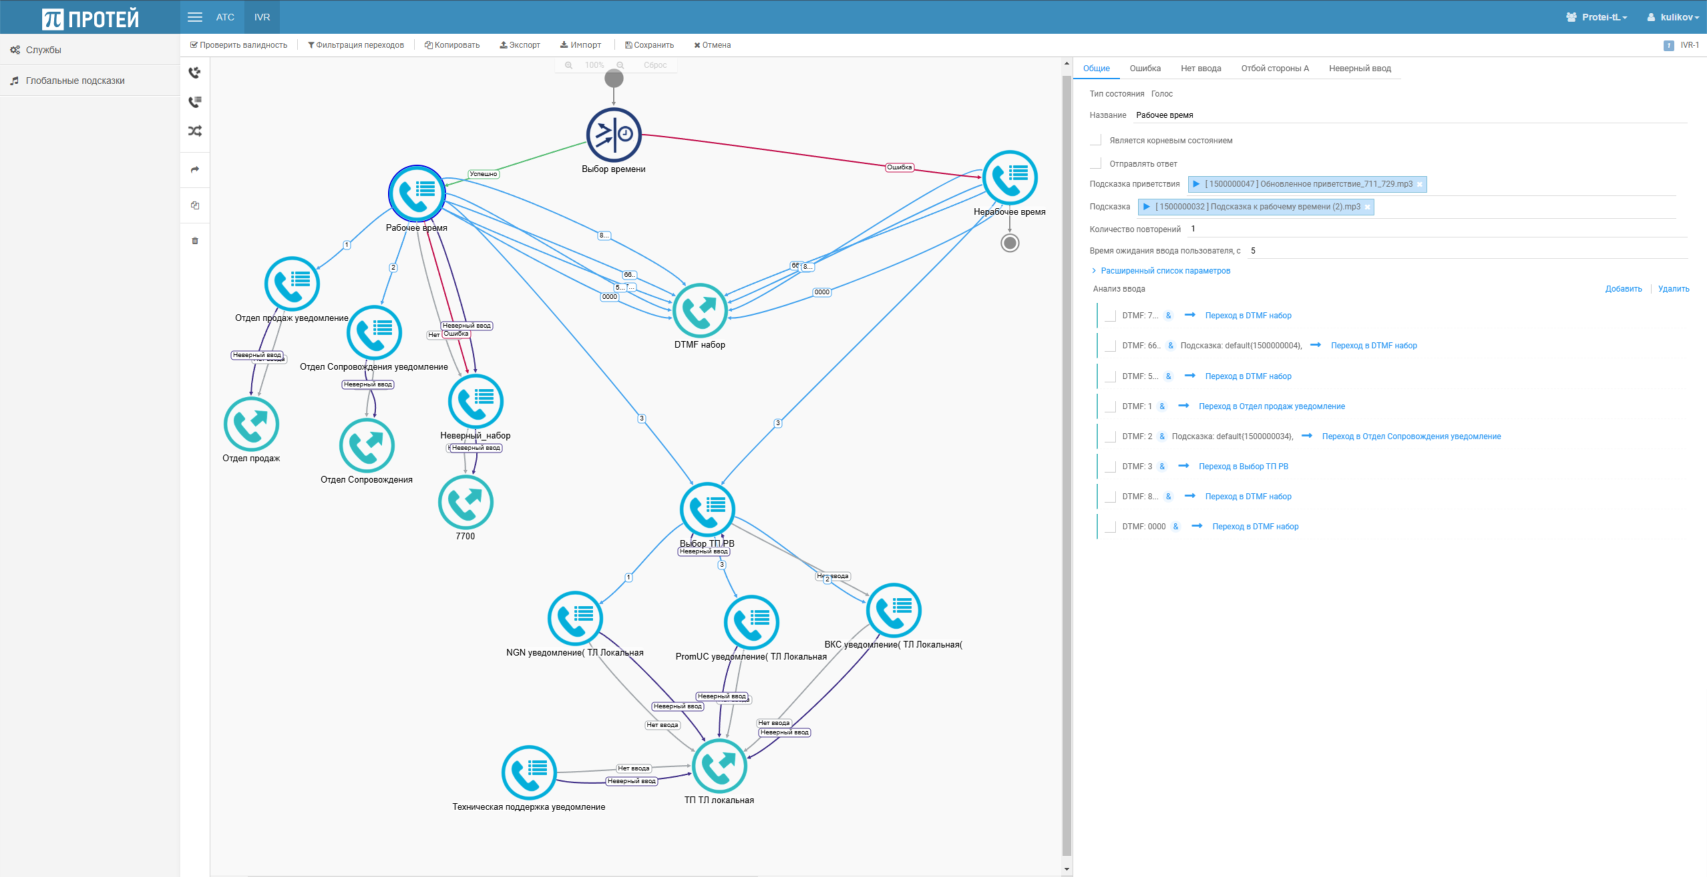 ПРОТЕЙ
АТС
IVR
Protei-tL
kulikov
Службы
Глобальные подсказки
Проверить валидность
Фильтрация переходов
Копировать
Экспорт
Импорт
Сохранить
Отмена
IVR-1
100%
Сброс
Выбор времени
Успешно
Ошибка
Рабочее время
Нерабочее время
1
2
8...
66..
5...
0000
66
8...
0000
Отдел продаж уведомление
DTMF набор
Неверный ввод
Нет
Ошибка
Отдел Сопровождения уведомление
Неверный ввод
Неверный ввод
Неверный_набор
3
3
Неверный ввод
Отдел продаж
Отдел Сопровождения
7700
Выбор ТП РВ
Неверный ввод
1
3
Нет ввода
2
NGN уведомление( ТЛ Локальная
PromUC уведомление( ТЛ Локальная
ВКС уведомление( ТЛ Локальная(
Неверный ввод
Неверный ввод
Нет ввода
Нет ввода
Неверный ввод
Нет ввода
Неверный ввод
Техническая поддержка уведомление
ТП ТЛ локальная
Общие
Ошибка
Нет ввода
Отбой стороны А
Неверный ввод
Тип состояния Голос
Название Рабочее время
Является корневым состоянием
Отправлять ответ
Подсказка приветствия [ 1500000047 ] Обновленное приветствие_711_729.mp3
Подсказка [ 1500000032 ] Подсказка к рабочему времени (2).mp3
Количество повторений 1
Время ожидания ввода пользователя, с 5
Расширенный список параметров
Анализ ввода
Добавить
Удалить
DTMF: 7... & Переход в DTMF набор
DTMF: 66.. & Подсказка: default(1500000004), Переход в DTMF набор
DTMF: 5... & Переход в DTMF набор
DTMF: 1 & Переход в Отдел продаж уведомление
DTMF: 2 & Подсказка: default(1500000034), Переход в Отдел Сопровождения уведомление
DTMF: 3 & Переход в Выбор ТП РВ
DTMF: 8... & Переход в DTMF набор
DTMF: 0000 & Переход в DTMF набор